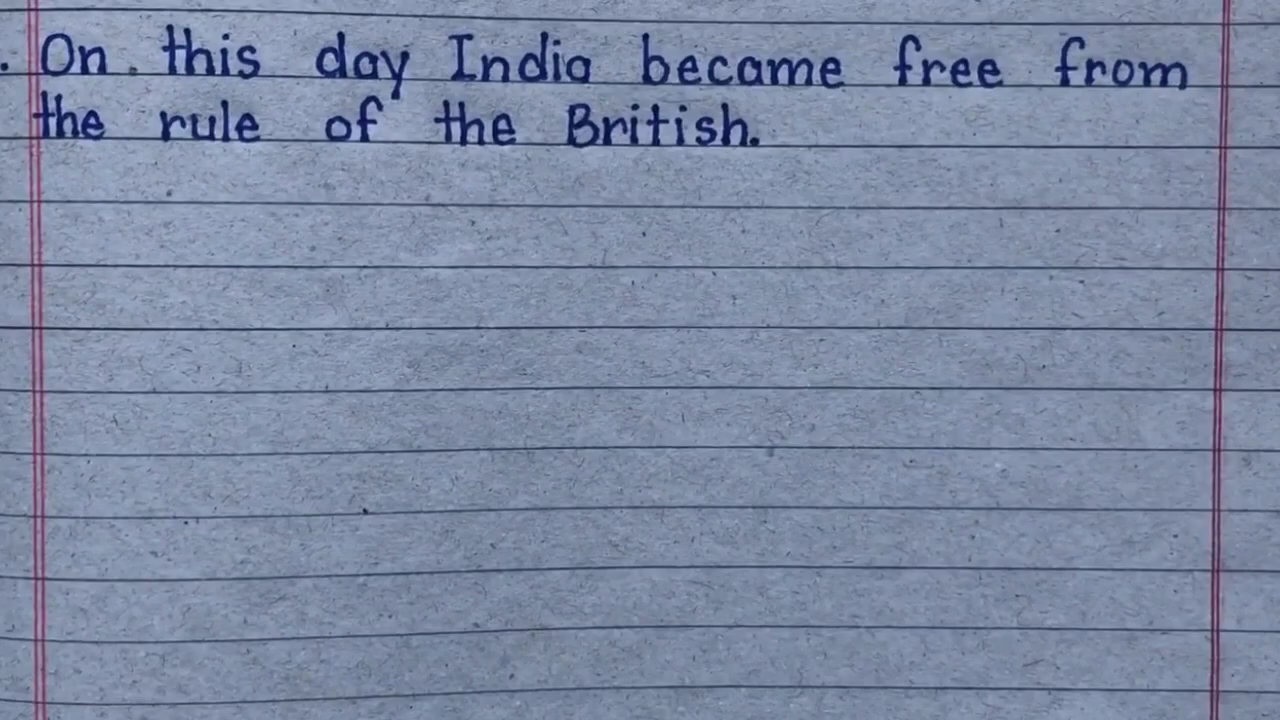 . On this day India became free from
the rule of the British.